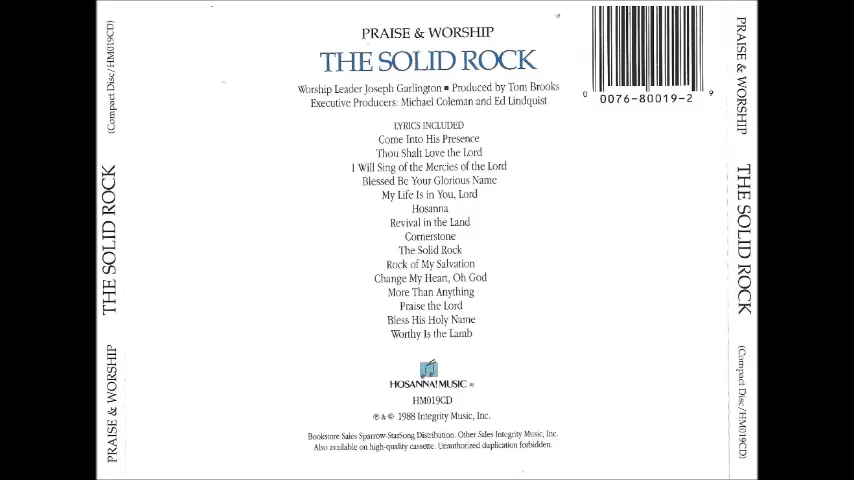 PRAISE & WORSHIP
THE SOLID ROCK
Worship Leader Joseph Garlington ■ Produced by Tom Brooks
Executive Producers: Michael Coleman and Ed Lindquist
LYRICS INCLUDED
Come Into His Presence
Thou Shalt Love the Lord
I Will Sing of the Mercies of the Lord
Blessed Be Your Glorious Name
My Life Is in You, Lord
Hosanna
Revival in the Land
Cornerstone
The Solid Rock
Rock of My Salvation
Change My Heart, Oh God
More Than Anything
Praise the Lord
Bless His Holy Name
Worthy Is the Lamb
HOSANNA! MUSIC ®
HM019CD
℗ & © 1988 Integrity Music, Inc.
Bookstore Sales Sparrow-StarSong Distribution. Other Sales Integrity Music, Inc.
Also available on high-quality cassette. Unauthorized duplication forbidden.
0 0076-80019-2 9
PRAISE & WORSHIP THE SOLID ROCK (Compact Disc/HM019CD)
PRAISE & WORSHIP THE SOLID ROCK (Compact Disc/HM019CD)